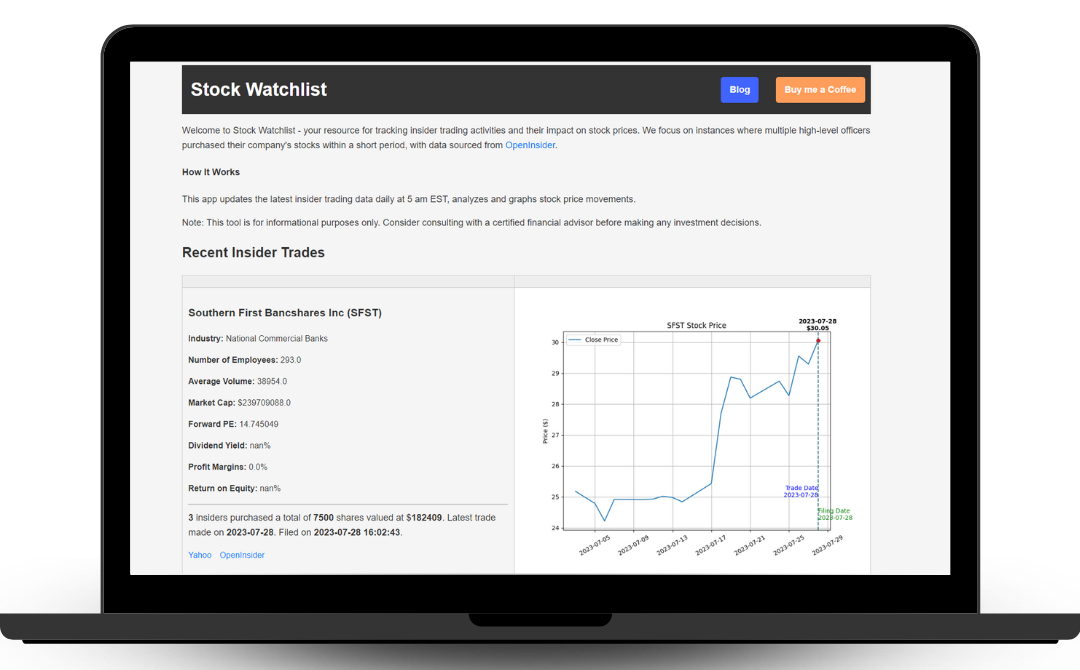 Stock Watchlist
Blog
Buy me a Coffee
Welcome to Stock Watchlist - your resource for tracking insider trading activities and their impact on stock prices. We focus on instances where multiple high-level officers
purchased their company's stocks within a short period, with data sourced from OpenInsider.
How It Works
This app updates the latest insider trading data daily at 5 am EST, analyzes and graphs stock price movements.
Note: This tool is for informational purposes only. Consider consulting with a certified financial advisor before making any investment decisions.
Recent Insider Trades
Southern First Bancshares Inc (SFST)
Industry: National Commercial Banks
Number of Employees: 293.0
Average Volume: 38954.0
Market Cap: $239709088.0
Forward PE: 14.745049
Dividend Yield: nan%
Profit Margins: 0.0%
Return on Equity: nan%
3 insiders purchased a total of 7500 shares valued at $182409. Latest trade
made on 2023-07-28. Filed on 2023-07-28 16:02:43.
Yahoo OpenInsider
SFST Stock Price
2023-07-28
$30.05
Close Price
30
29
28
27
26
25
24
Price ($)
Trade Date
2023-07-28
Filing Date
2023-07-28
2023-07-05
2023-07-09
2023-07-13
2023-07-17
2023-07-21
2023-07-25
2023-07-29